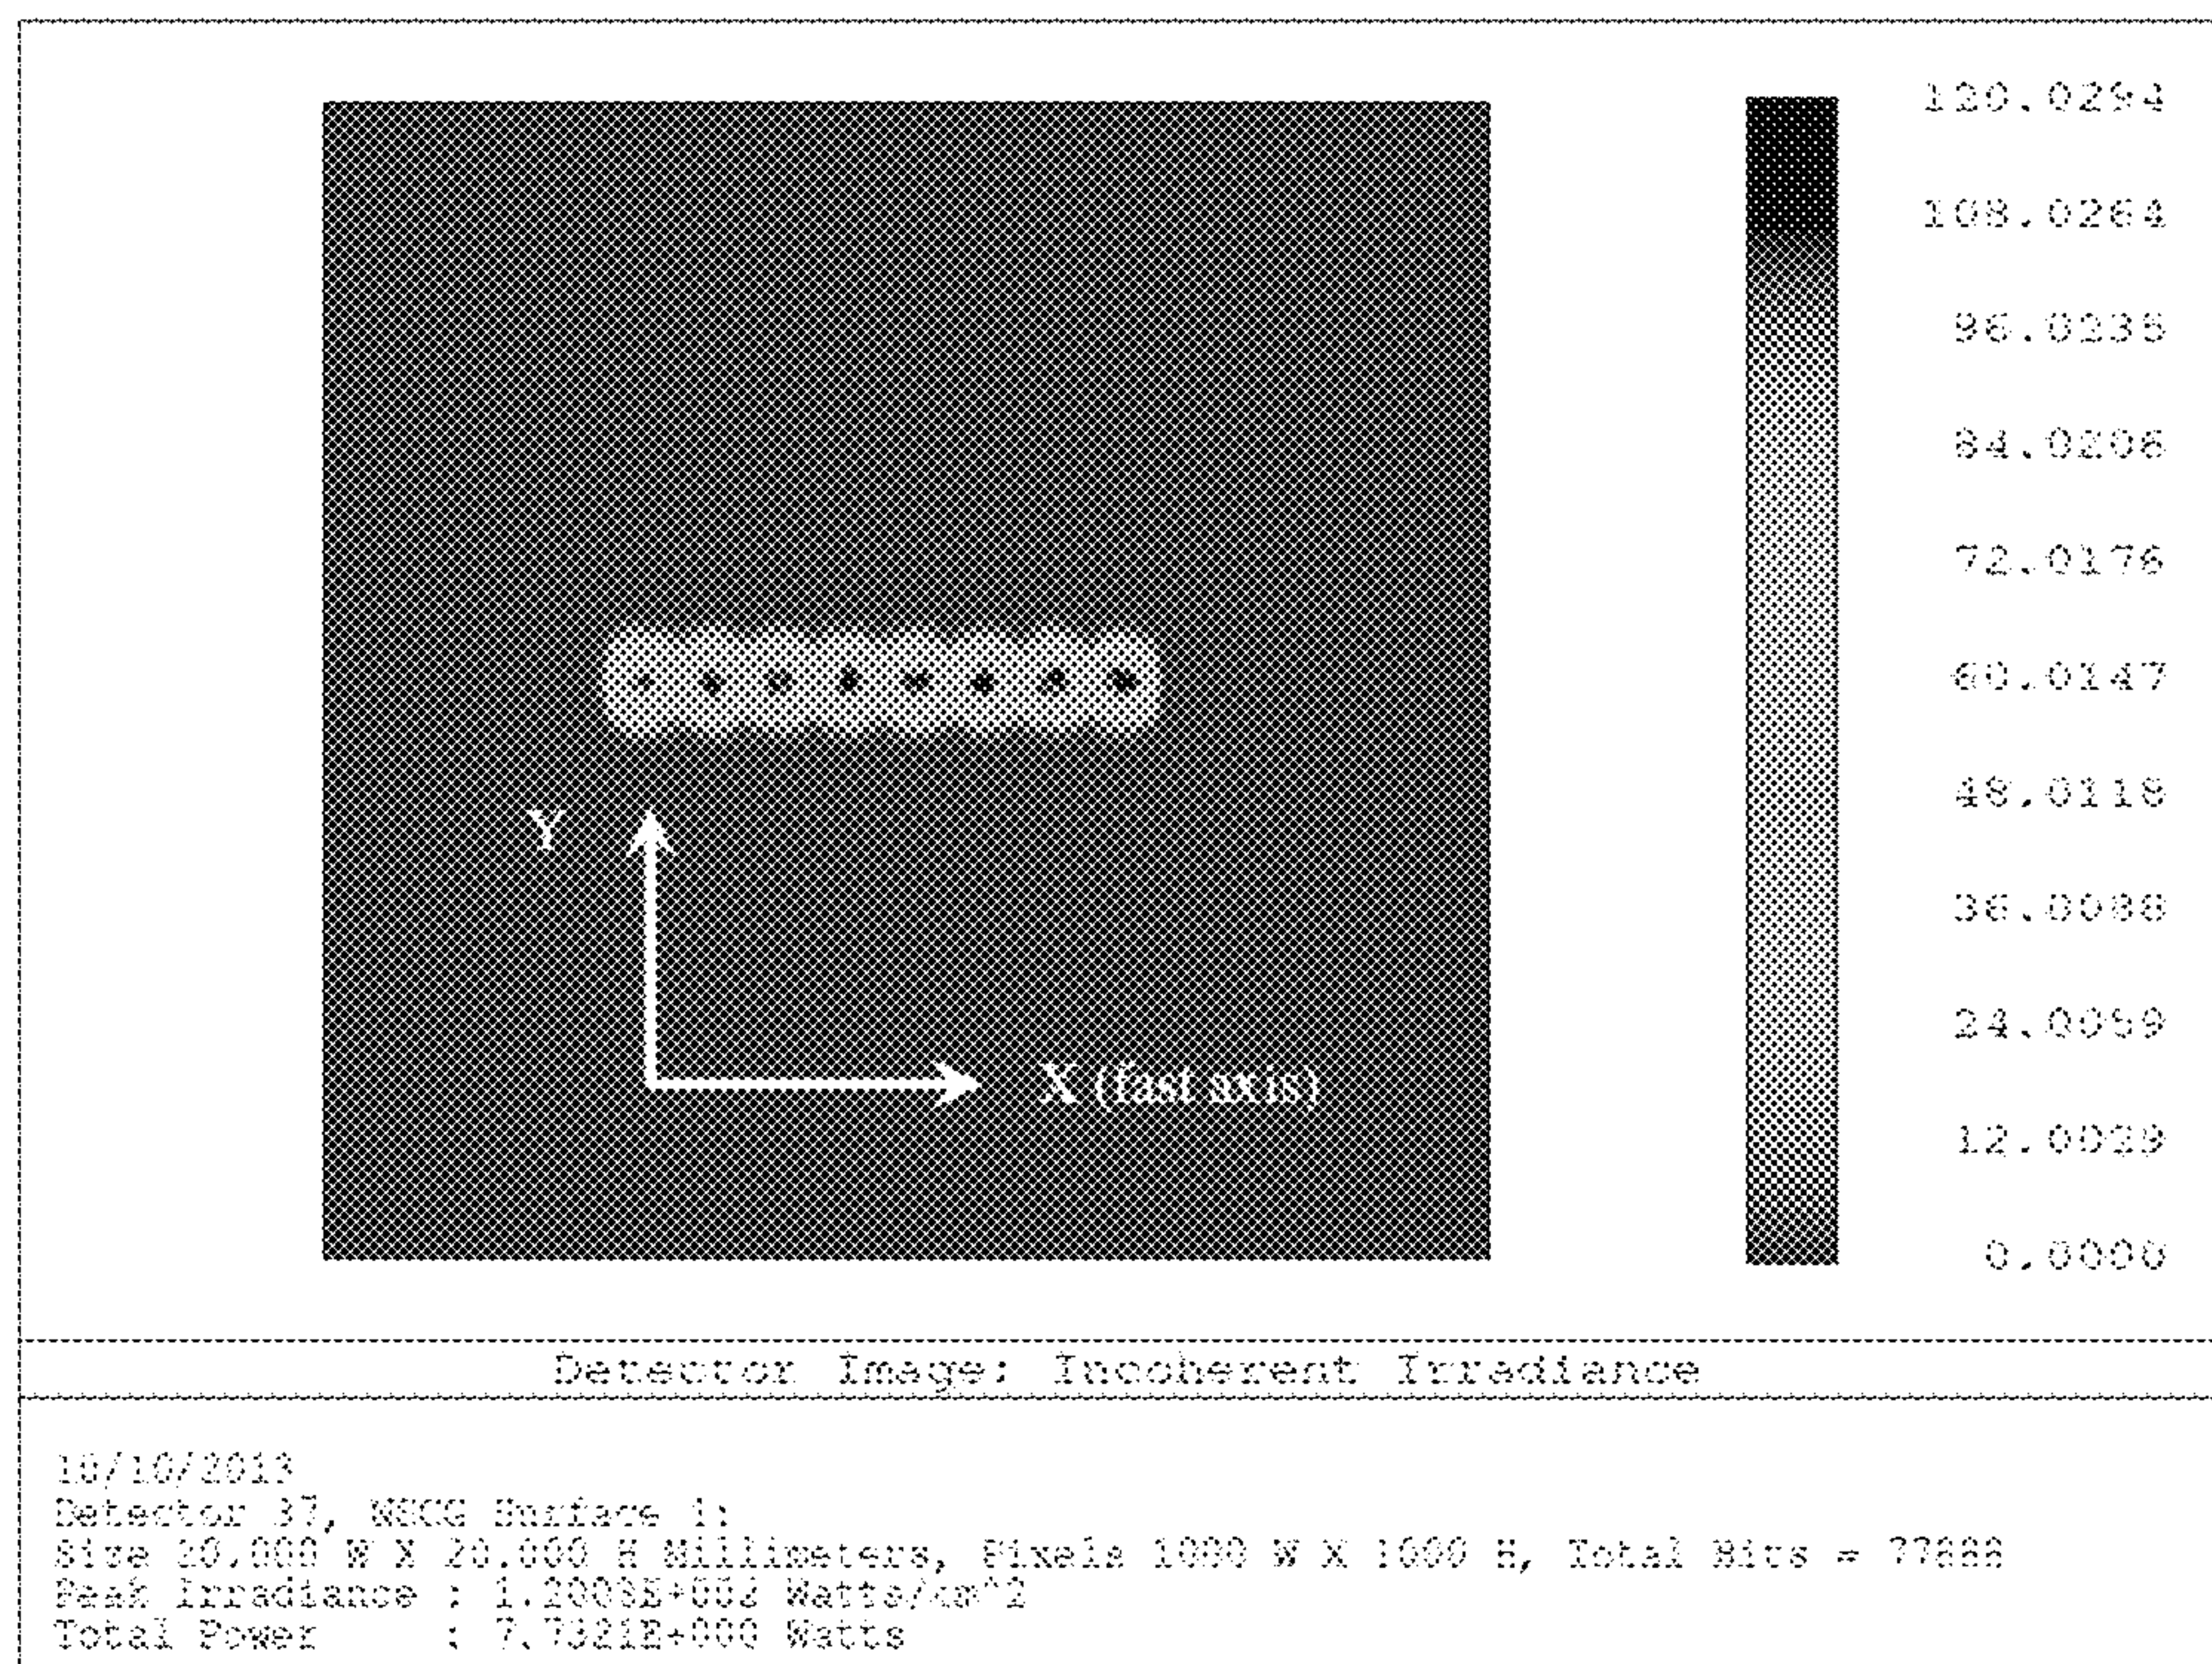 120.0294
108.0264
96.0235
84.0206
72.0176
60.0147
48.0118
36.0088
24.0059
12.0029
0.0000
Y
X (fast axis)
Detector Image: Incoherent Irradiance
10/10/2013
Detector 37, NSCG Surface 1:
Size 20.000 W X 20.000 H Millimeters, Pixels 1000 W X 1000 H, Total Hits =
Peak Irradiance : 1.2003E+002 Watts/cm^2
Total Power : 7.7321E+000 Watts